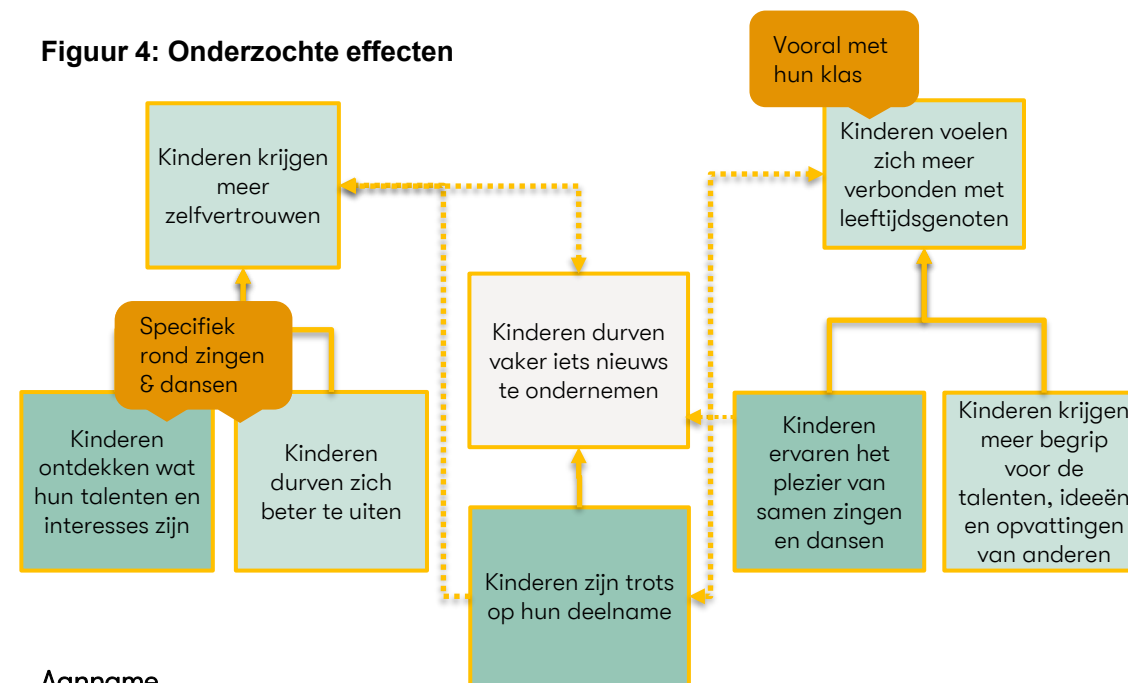 Figuur 4: Onderzochte effecten
Vooral met
hun klas
Kinderen krijgen
meer
zelfvertrouwen
Kinderen voelen
zich meer
verbonden met
leeftijdsgenoten
Specifiek
rond zingen
& dansen
Kinderen durven
vaker iets nieuws
te ondernemen
Kinderen
ontdekken wat
hun talenten en
interesses zijn
Kinderen
durven zich
beter te uiten
Kinderen
ervaren het
plezier van
samen zingen
en dansen
Kinderen krijgen
meer begrip
voor de
talenten, ideeën
en opvattingen
van anderen
Kinderen zijn trots
op hun deelname
Aanname